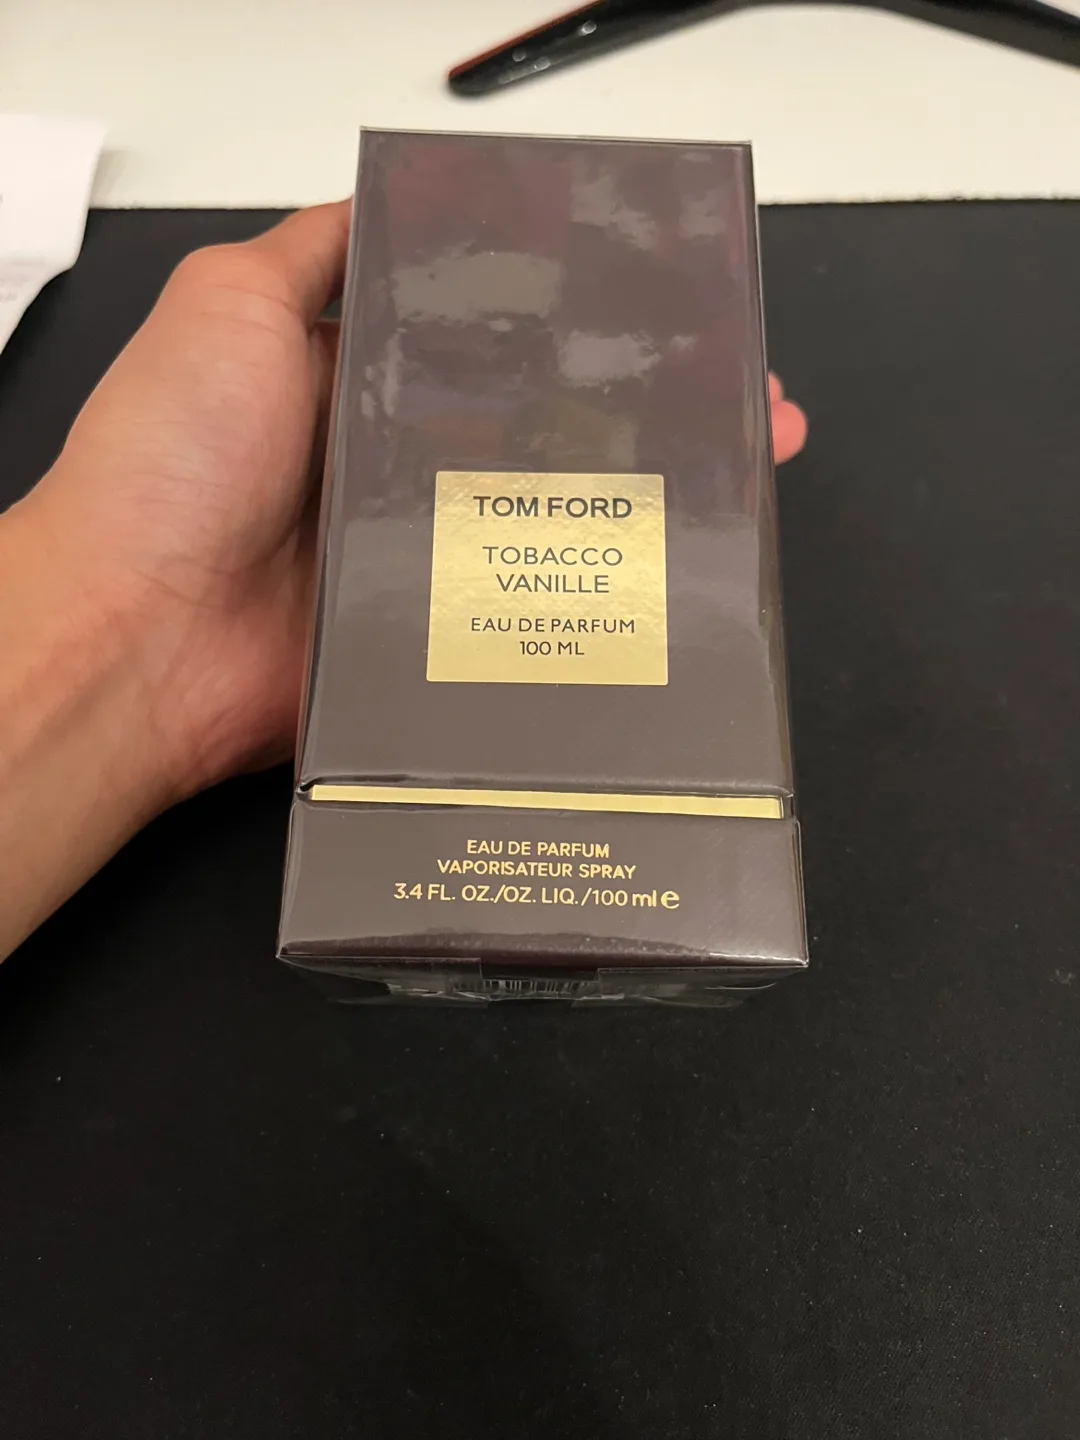 TOM FORD
TOBACCO
VANILLE
EAU DE PARFUM
100 ML
EAU DE PARFUM
VAPORISATEUR SPRAY
3.4 FL. OZ./OZ. LIQ./100 ml e